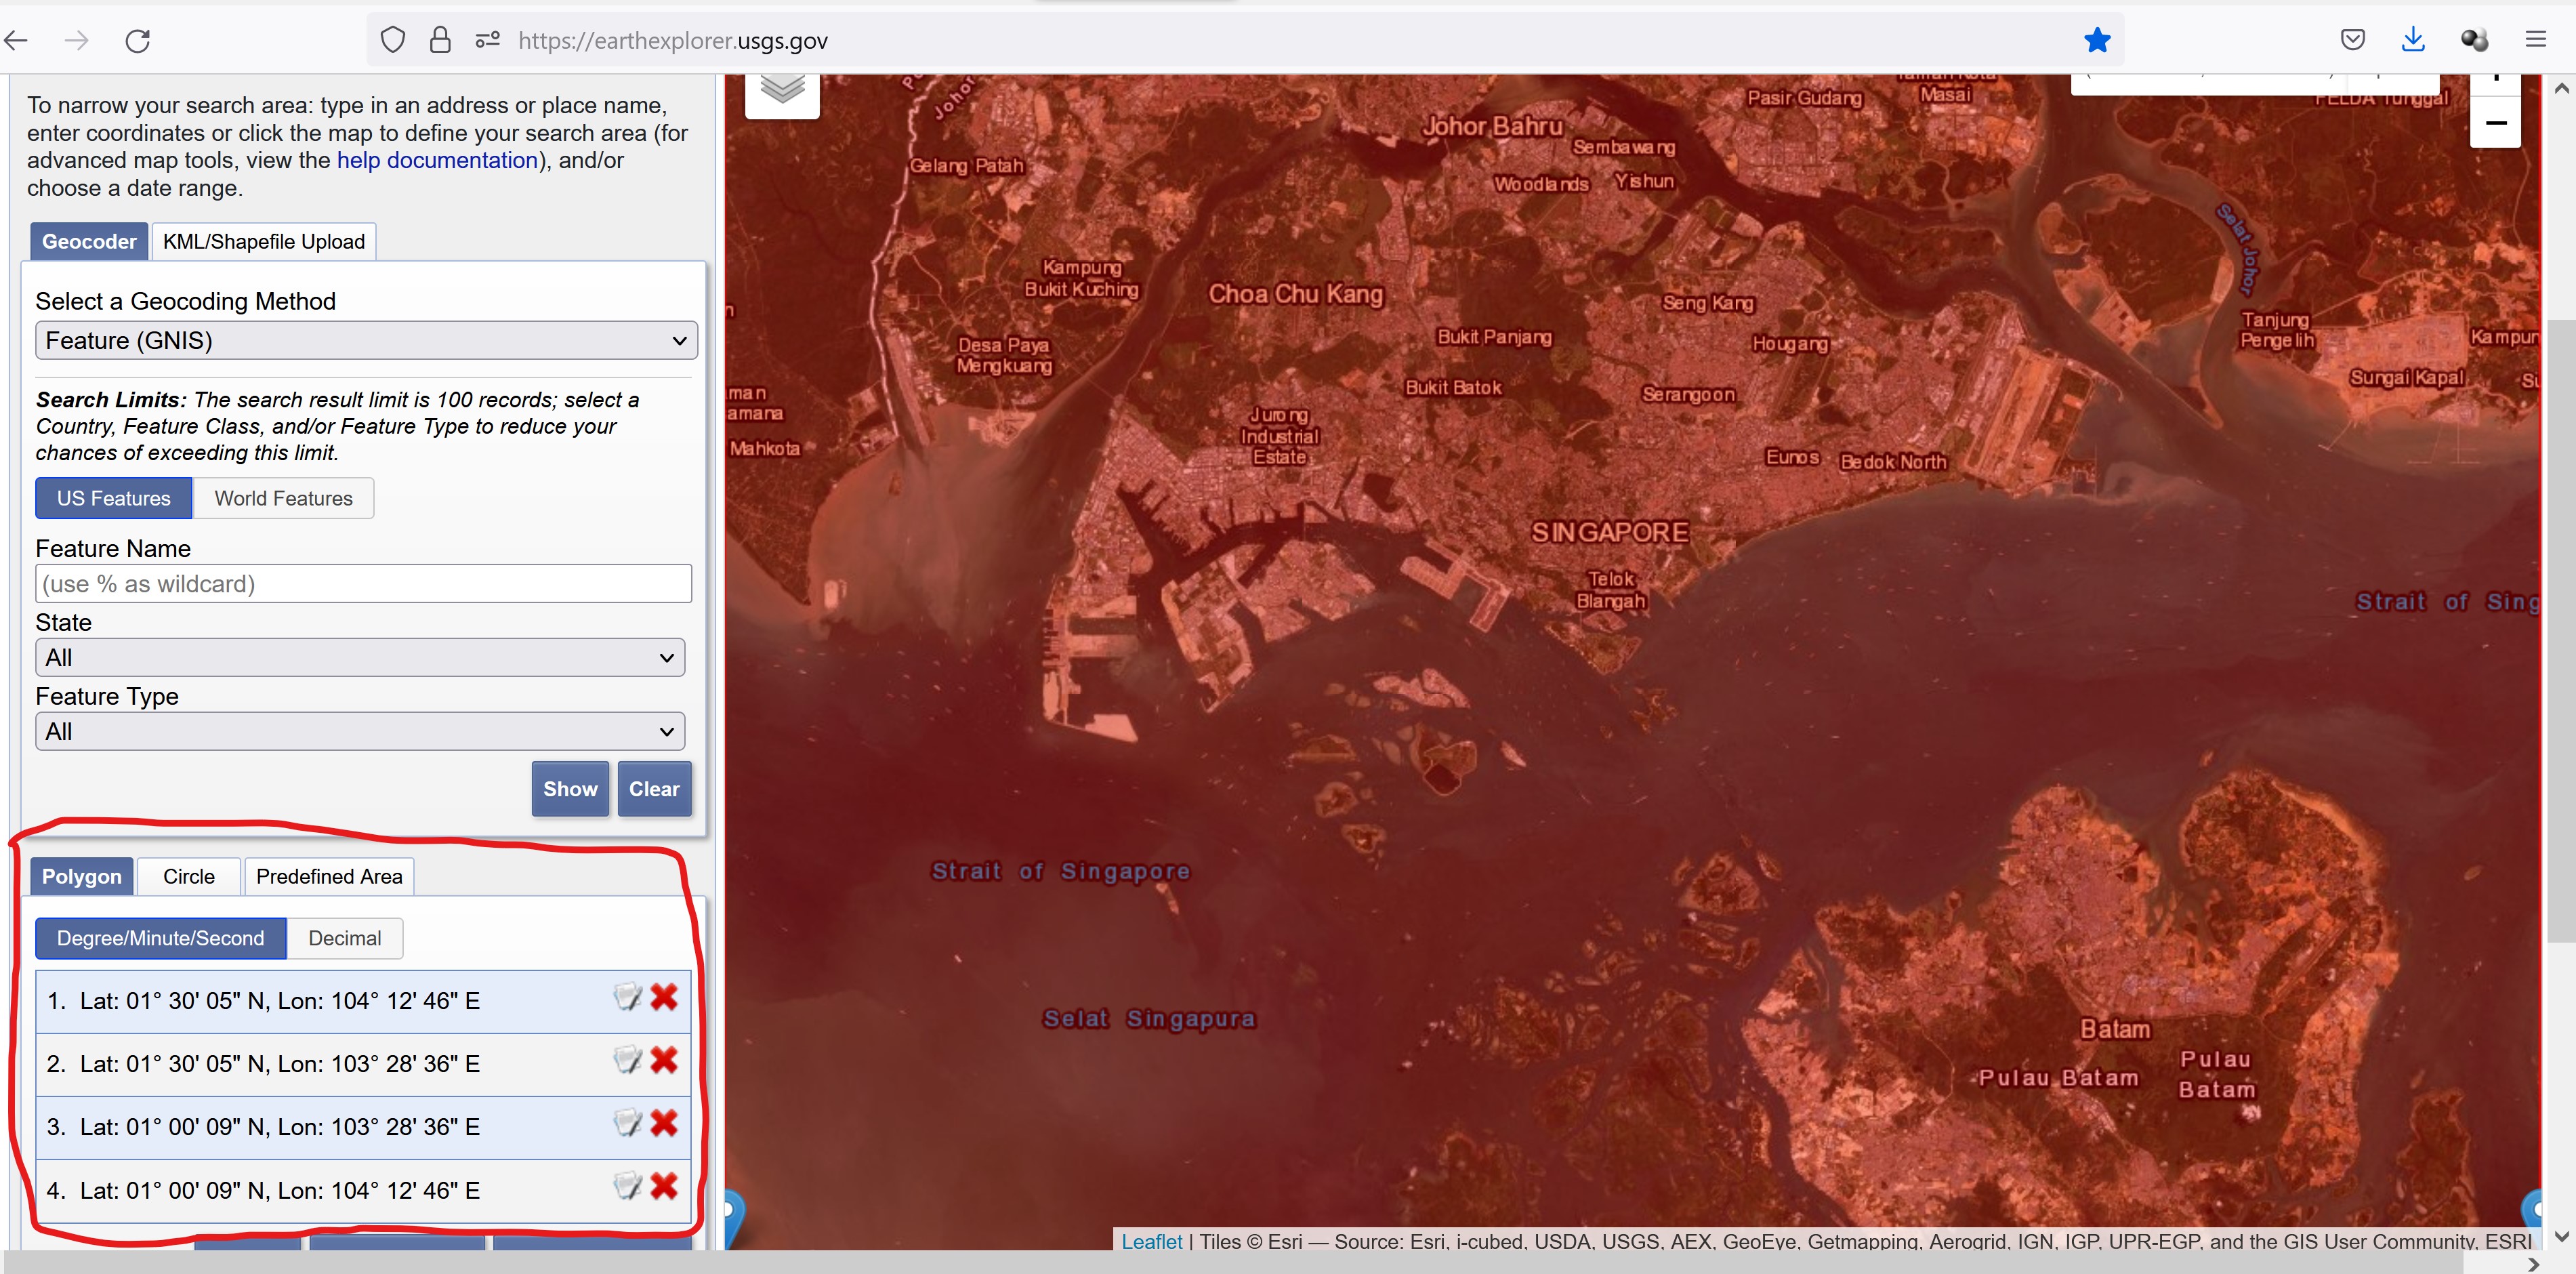 https://earthexplorer.usgs.gov
To narrow your search area: type in an address or place name,
enter coordinates or click the map to define your search area (for
advanced map tools, view the help documentation), and/or
choose a date range.
Geocoder
KML/Shapefile Upload
Select a Geocoding Method
Feature (GNIS)
Search Limits: The search result limit is 100 records; select a
Country, Feature Class, and/or Feature Type to reduce your
chances of exceeding this limit.
US Features
World Features
Feature Name
(use % as wildcard)
State
All
Feature Type
All
Show
Clear
Polygon
Circle
Predefined Area
Degree/Minute/Second
Decimal
1. Lat: 01° 30' 05" N, Lon: 104° 12' 46" E
2. Lat: 01° 30' 05" N, Lon: 103° 28' 36" E
3. Lat: 01° 00' 09" N, Lon: 103° 28' 36" E
4. Lat: 01° 00' 09" N, Lon: 104° 12' 46" E
Johor
Gelang Patah
Johor Bahru
Sembawang
Woodlands
Yishun
Pasir Gudang
Masai
FELDA Tunggal
Selat Johor
Kampung
Bukit Kuching
Choa Chu Kang
Seng Kang
Desa Paya
Mengkuang
Bukit Panjang
Hougang
Tanjung
Pengelih
Kampun
Bukit Batok
Serangoon
Sungai Kapal
man
amana
Mahkota
Jurong
Industrial
Estate
Eunos
Bedok North
SINGAPORE
Telok
Blangah
Strait of Sing
Strait of Singapore
Selat Singapura
Batam
Pulau Batam
Pulau
Batam
Leaflet | Tiles © Esri — Source: Esri, i-cubed, USDA, USGS, AEX, GeoEye, Getmapping, Aerogrid, IGN, IGP, UPR-EGP, and the GIS User Community, ESRI